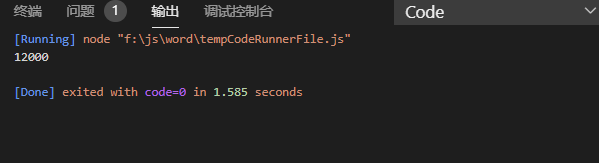 终端 问题 1 输出 调试控制台 Code
[Running] node "f:\js\word\tempCodeRunnerFile.js"
12000
[Done] exited with code=0 in 1.585 seconds